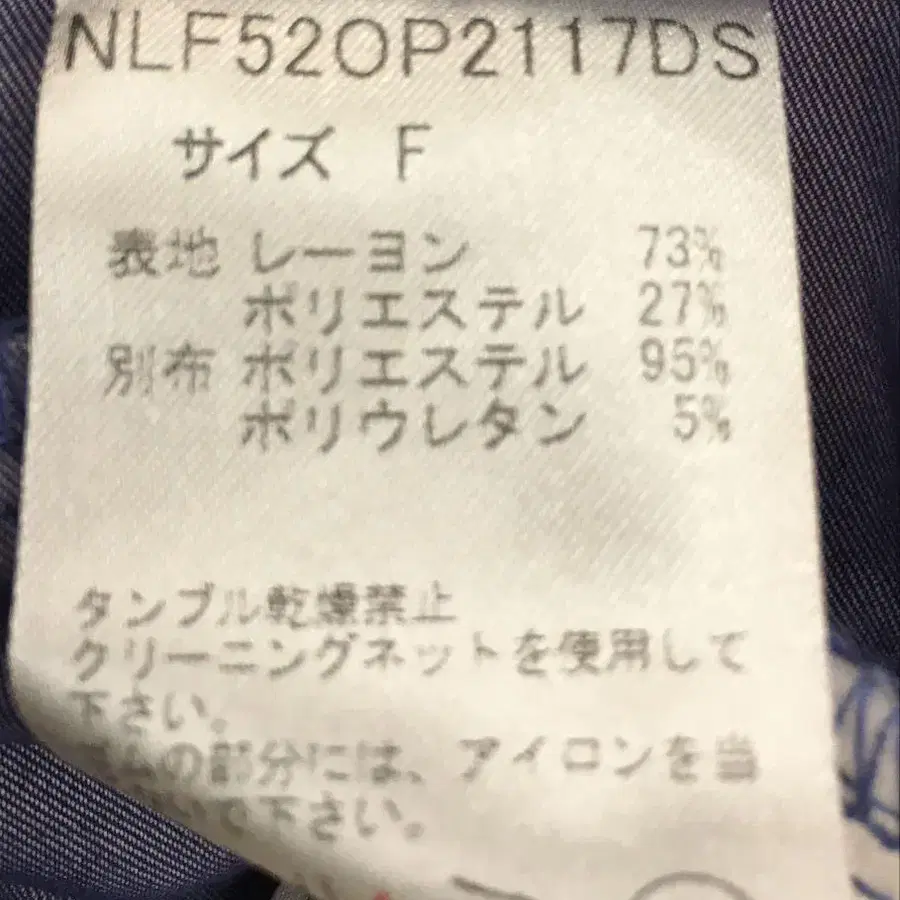 NLF52OP2117DS
サイズ F
表地 レーヨン 73%
ポリエステル 27%
別布 ポリエステル 95%
ポリウレタン 5%
タンブル乾燥禁止
クリーニングネットを使用して
下さい。
の部分には、アイロンを当
下さい。